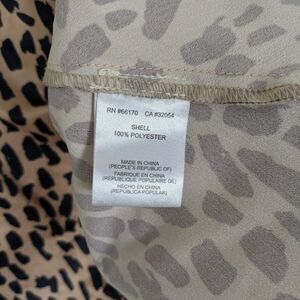 RN #66170 CA #32054
SHELL
100% POLYESTER
MADE IN CHINA
(PEOPLE'S REPUBLIC OF)
FABRIQUÉ EN CHINE
(RÉPUBLIQUE POPULAIRE DE)
HECHO EN CHINA
(REPÚBLICA POPULAR)